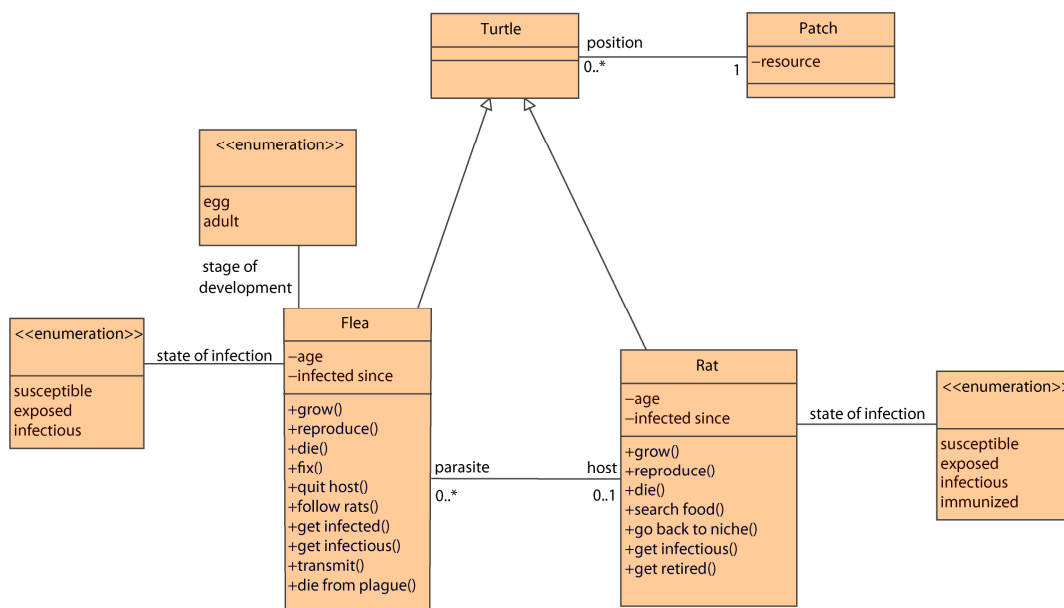 Turtle
position
0..*
1
Patch
−resource
<<enumeration>>
egg
adult
stage of
development
<<enumeration>>
susceptible
exposed
infectious
state of infection
Flea
−age
−infected since
+grow()
+reproduce()
+die()
+fix()
+quit host()
+follow rats()
+get infected()
+get infectious()
+transmit()
+die from plague()
parasite
0..*
host
0..1
Rat
−age
−infected since
+grow()
+reproduce()
+die()
+search food()
+go back to niche()
+get infectious()
+get retired()
state of infection
<<enumeration>>
susceptible
exposed
infectious
immunized